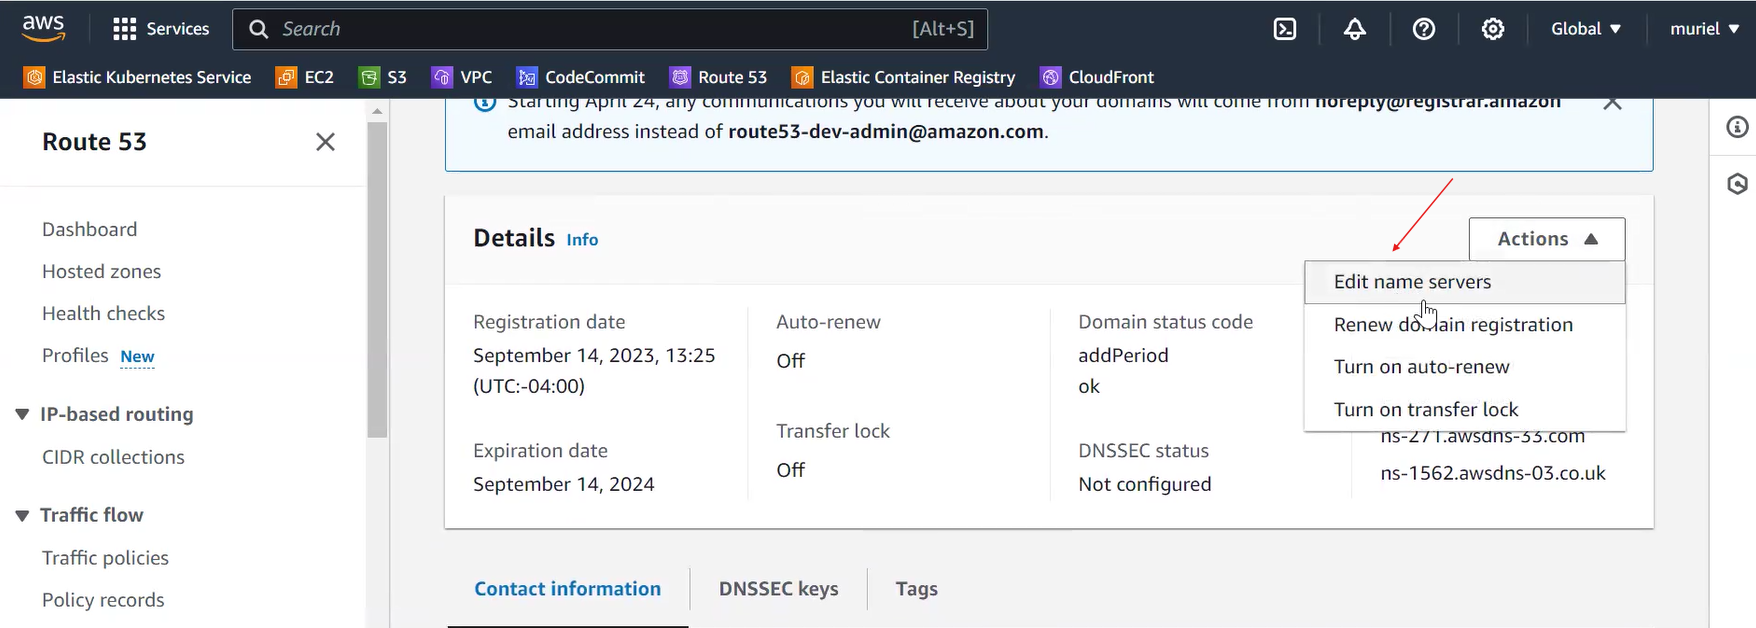 aws
Services
Search
[Alt+S]
Global
muriel
Elastic Kubernetes Service
EC2
S3
VPC
CodeCommit
Route 53
Elastic Container Registry
CloudFront
Route 53
Dashboard
Hosted zones
Health checks
Profiles New
IP-based routing
CIDR collections
Traffic flow
Traffic policies
Policy records
Starting April 24, any communications you will receive about your domains will come from noreply@registrar.amazon
email address instead of route53-dev-admin@amazon.com.
Details Info
Actions
Edit name servers
Renew domain registration
Turn on auto-renew
Turn on transfer lock
Registration date
September 14, 2023, 13:25
(UTC:-04:00)
Expiration date
September 14, 2024
Auto-renew
Off
Transfer lock
Off
Domain status code
addPeriod
ok
DNSSEC status
Not configured
ns-271.awsdns-33.com
ns-1562.awsdns-03.co.uk
Contact information
DNSSEC keys
Tags